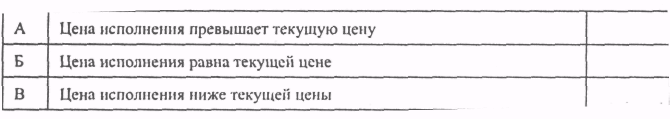 А Цена исполнения превышает текущую цену
Б Цена исполнения равна текущей цене
В Цена исполнения ниже текущей цены